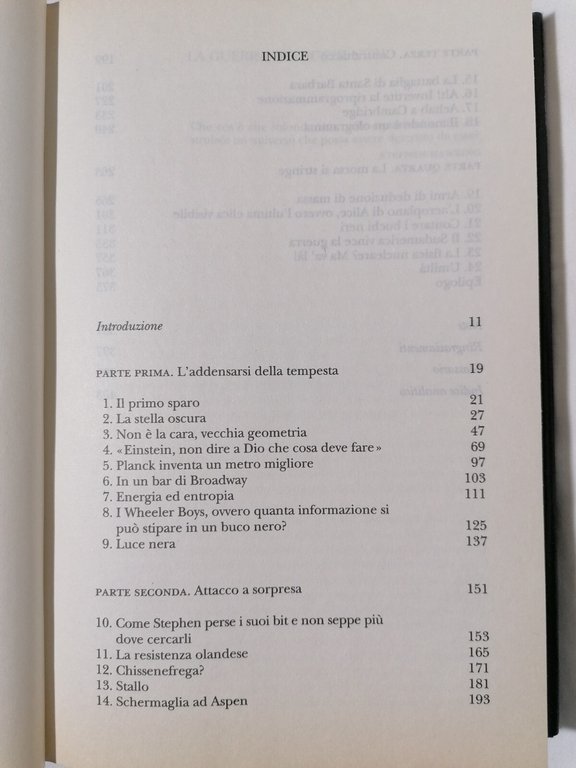 INDICE
Introduzione 11
PARTE PRIMA. L'addensarsi della tempesta 19
1. Il primo sparo 21
2. La stella oscura 27
3. Non è la cara, vecchia geometria 47
4. «Einstein, non dire a Dio che cosa deve fare» 69
5. Planck inventa un metro migliore 97
6. In un bar di Broadway 103
7. Energia ed entropia 111
8. I Wheeler Boys, ovvero quanta informazione si
può stipare in un buco nero? 125
9. Luce nera 137
PARTE SECONDA. Attacco a sorpresa 151
10. Come Stephen perse i suoi bit e non seppe più
dove cercarli 153
11. La resistenza olandese 165
12. Chissenefrega? 171
13. Stallo 181
14. Schermaglia ad Aspen 193